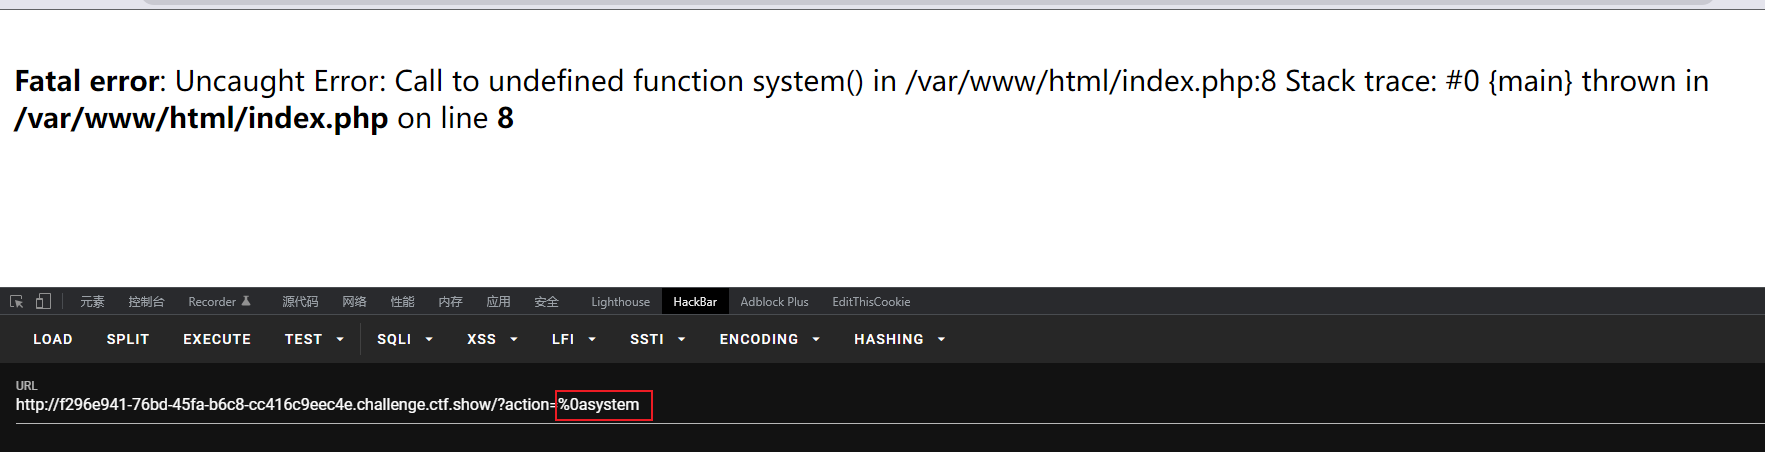 Fatal error: Uncaught Error: Call to undefined function system() in /var/www/html/index.php:8 Stack trace: #0 {main} thrown in
/var/www/html/index.php on line 8
元素 控制台 Recorder 源代码 网络 性能 内存 应用 安全 Lighthouse HackBar Adblock Plus EditThisCookie
LOAD SPLIT EXECUTE TEST SQLI XSS LFI SSTI ENCODING HASHING
URL
http://f296e941-76bd-45fa-b6c8-cc416c9eec4e.challenge.ctf.show/?action=%0asystem